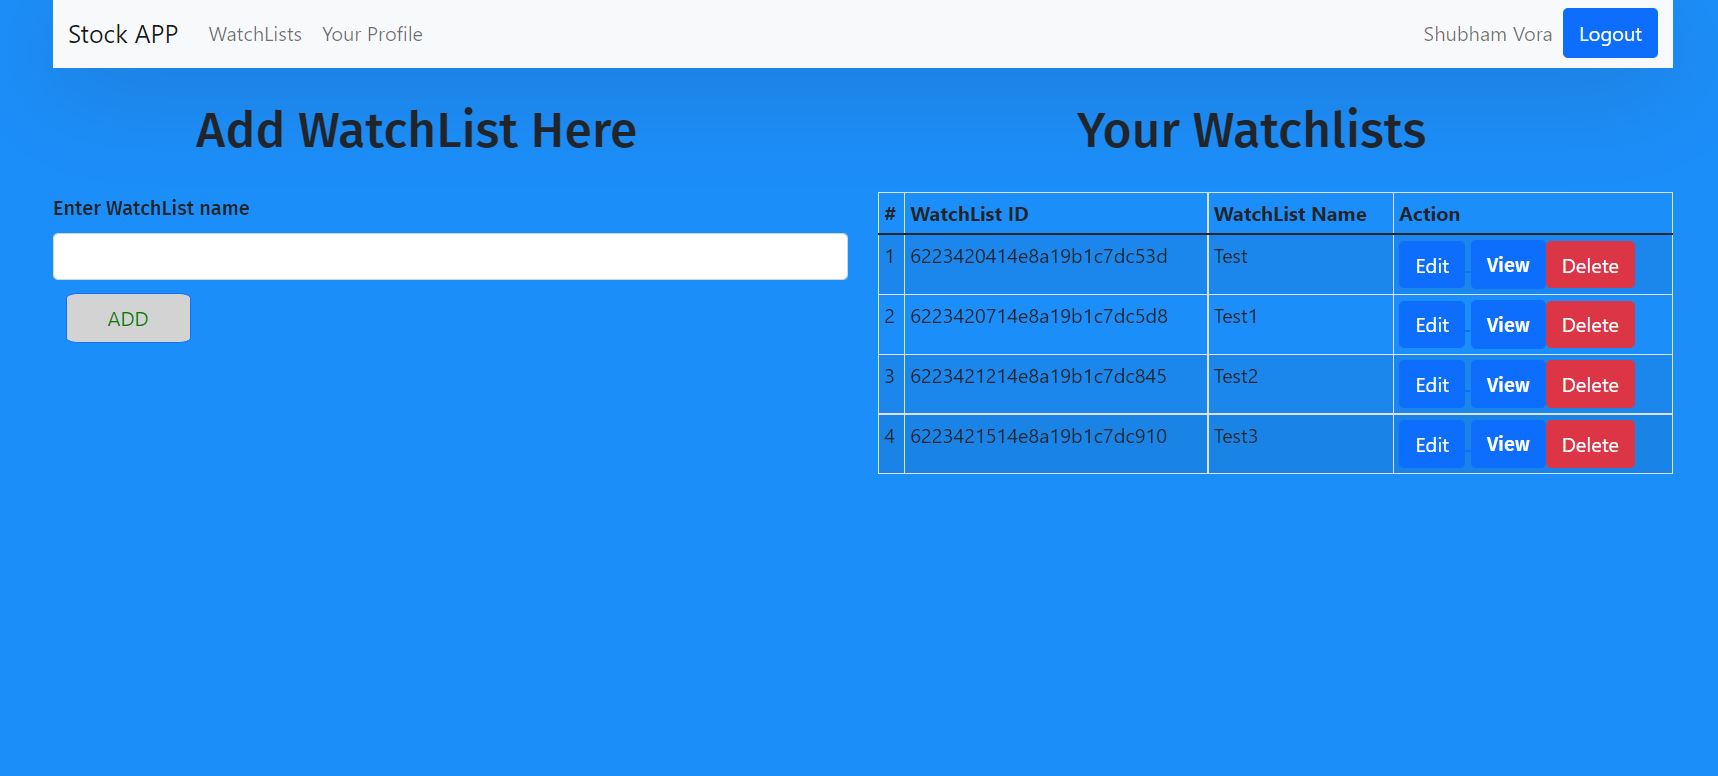 Stock APP WatchLists Your Profile Shubham Vora Logout
Add WatchList Here
Enter WatchList name
ADD
Your Watchlists
# WatchList ID WatchList Name Action
1 6223420414e8a19b1c7dc53d Test Edit View Delete
2 6223420714e8a19b1c7dc5d8 Test1 Edit View Delete
3 6223421214e8a19b1c7dc845 Test2 Edit View Delete
4 6223421514e8a19b1c7dc910 Test3 Edit View Delete